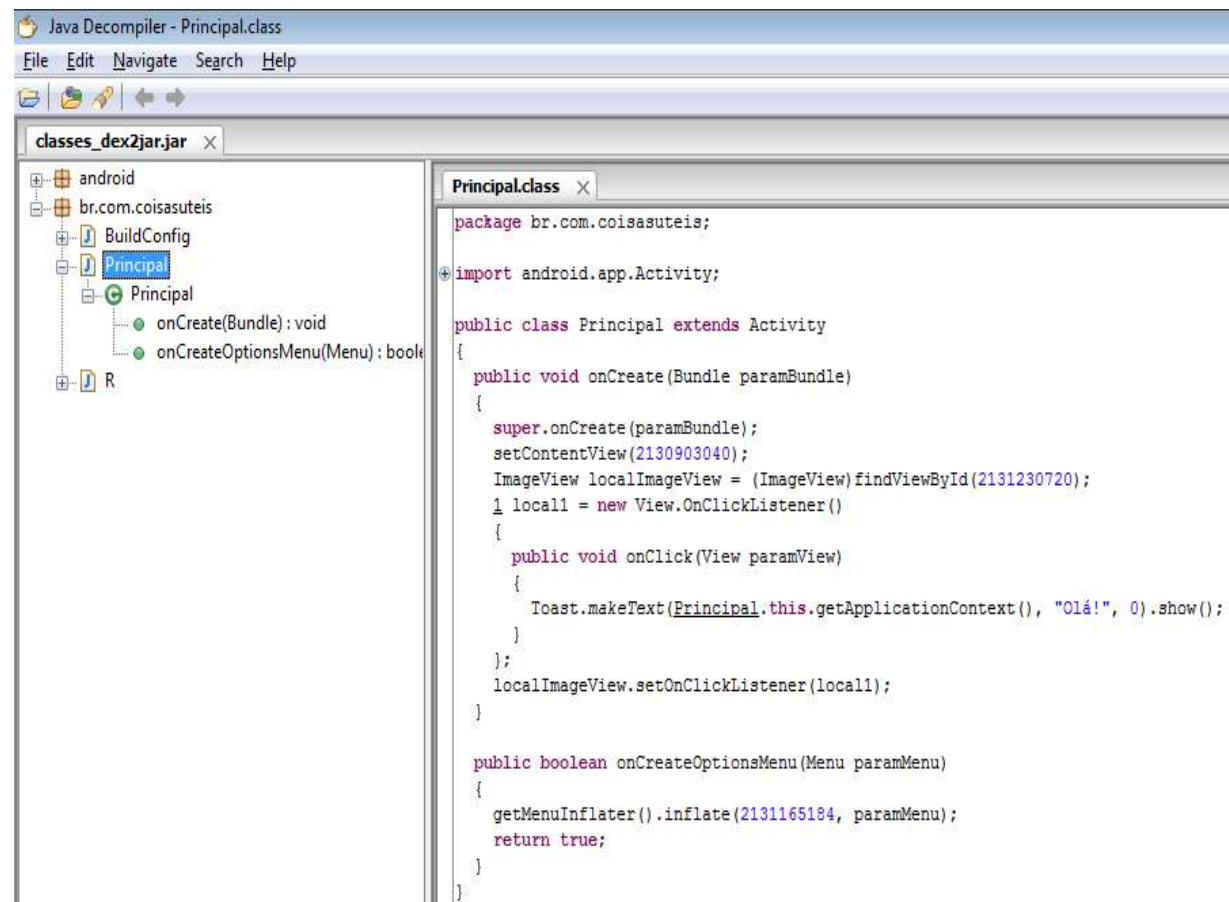 Java Decompiler - Principal.class
File Edit Navigate Search Help
classes_dex2jar.jar
android
br.com.coisasuteis
BuildConfig
Principal
Principal
onCreate(Bundle) : void
onCreateOptionsMenu(Menu) : boole
R
Principal.class
package br.com.coisasuteis;
import android.app.Activity;
public class Principal extends Activity
{
public void onCreate(Bundle paramBundle)
{
super.onCreate(paramBundle);
setContentView(2130903040);
ImageView localImageView = (ImageView)findViewById(2131230720);
1 local1 = new View.OnClickListener()
{
public void onClick(View paramView)
{
Toast.makeText(Principal.this.getApplicationContext(), "Olá!", 0).show();
}
};
localImageView.setOnClickListener(local1);
}
public boolean onCreateOptionsMenu(Menu paramMenu)
{
getMenuInflater().inflate(2131165184, paramMenu);
return true;
}
}